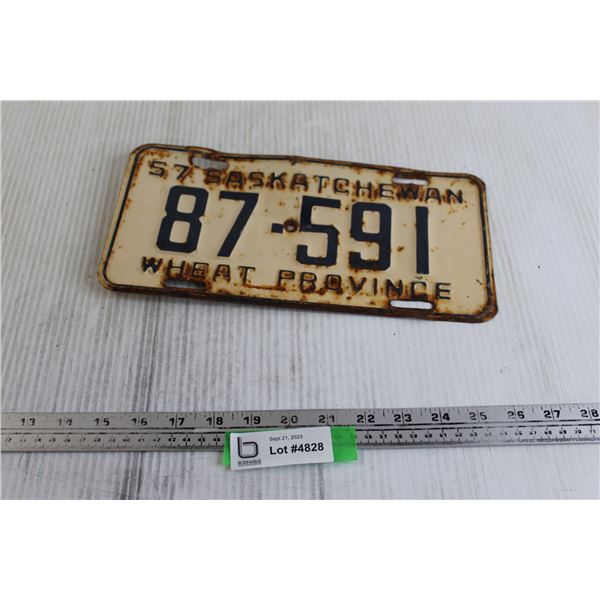 57 SASKATCHEWAN
87-591
WHEAT PROVINCE
13 14 15 16 17 18 19 20 21 22 23 24 25 26 27 28
Sept 21, 2023
Lot #4828
b
BODNARUS